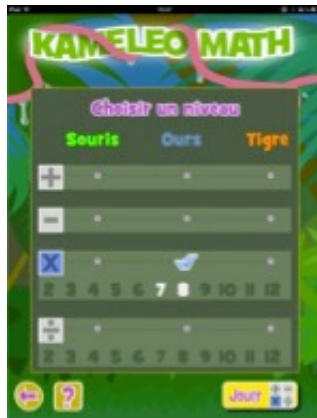 KAMELEO MATH
Choisir un niveau
Souris Ours Tigre
+
-
X
2 3 4 5 6 7 8 9 10 11 12
÷
2 3 4 5 6 7 8 9 10 11 12
?
Jouer + - x ÷